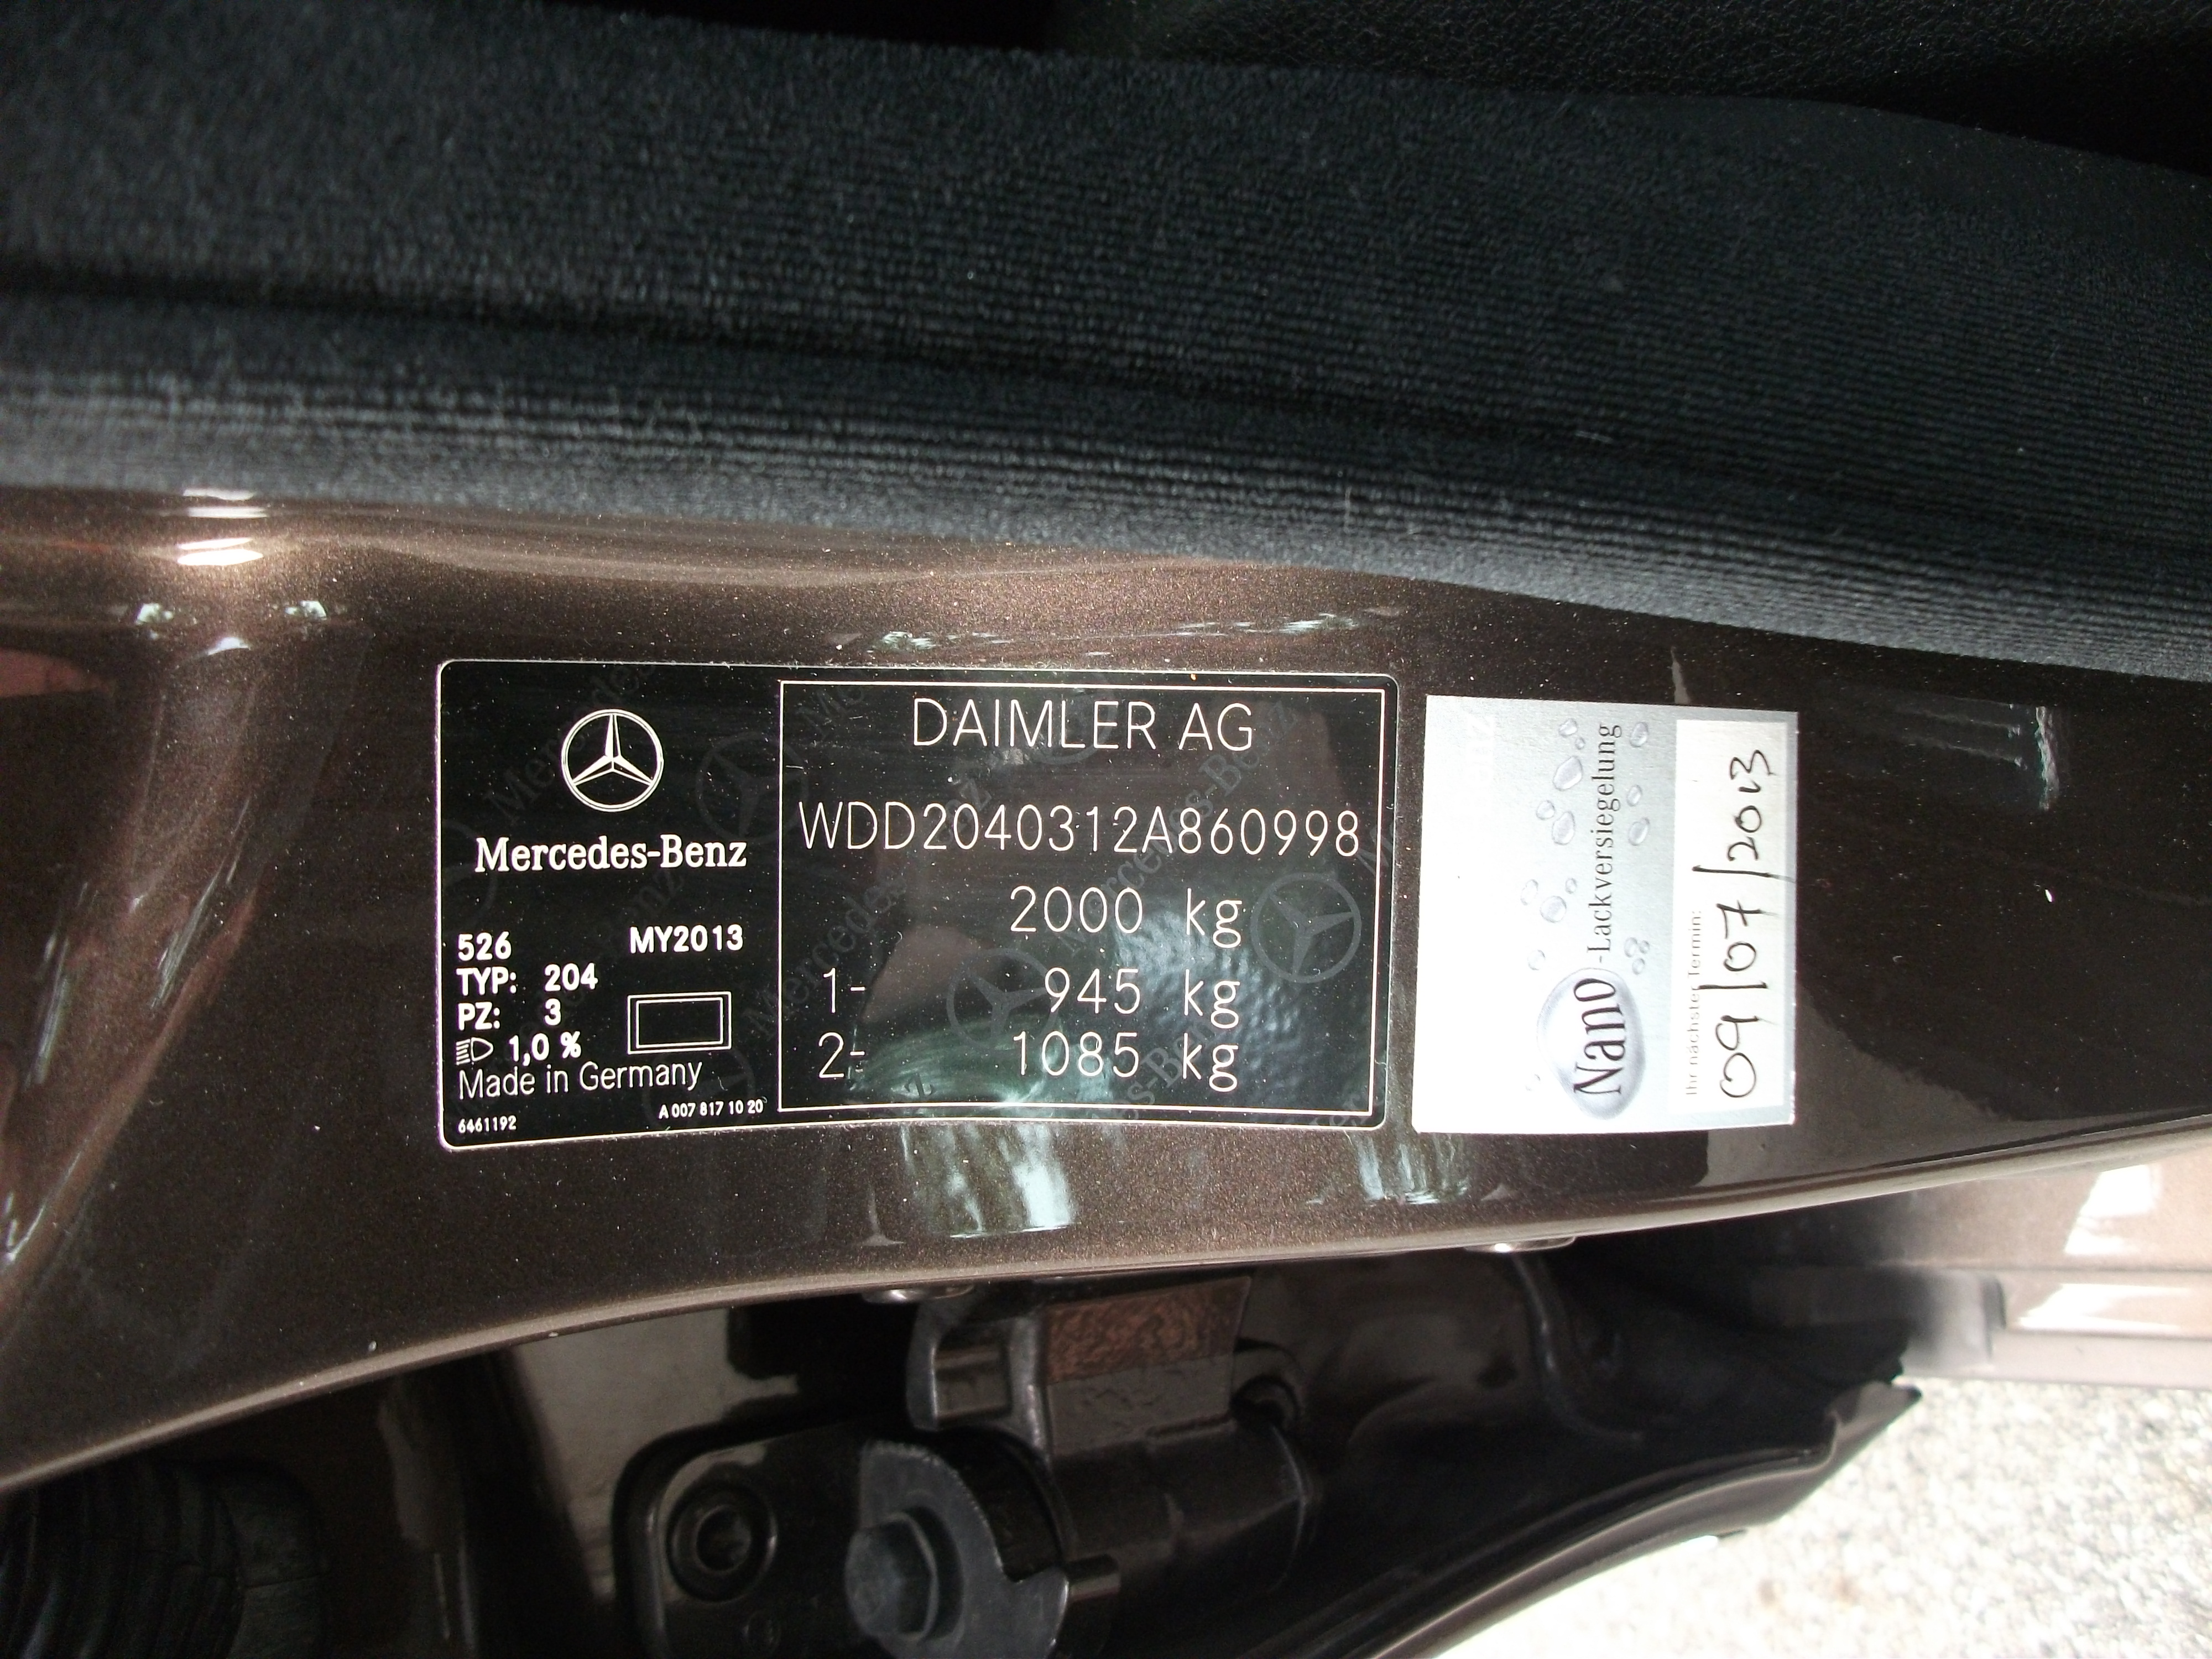 Mercedes-Benz
526 MY2013
TYP: 204
PZ: 3
1,0 %
Made in Germany
6461192 A 007 817 10 20
DAIMLER AG
WDD2040312A860998
2000 kg
1- 945 kg
2- 1085 kg
Nano-Lackversiegelung
Ihr nächster Termin:
09/07/2013